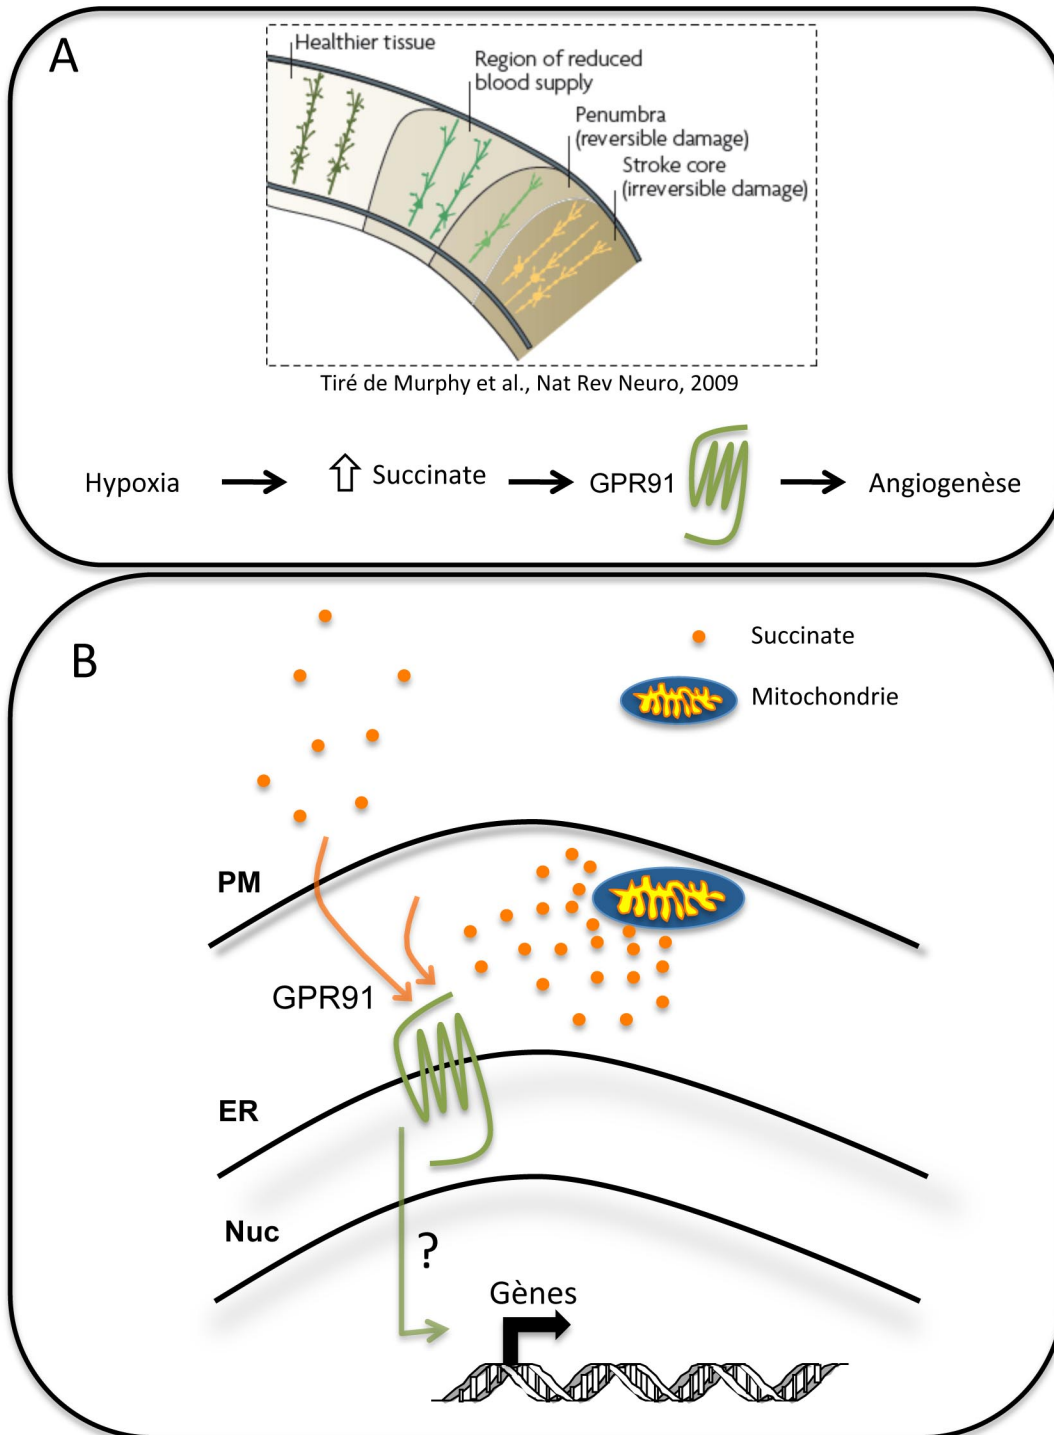 A
Healthier tissue
Region of reduced
blood supply
Penumbra
(reversible damage)
Stroke core
(irreversible damage)
Tiré de Murphy et al., Nat Rev Neuro, 2009
Hypoxia
Succinate
GPR91
Angiogenèse
B
Succinate
Mitochondrie
PM
GPR91
ER
Nuc
?
Gènes